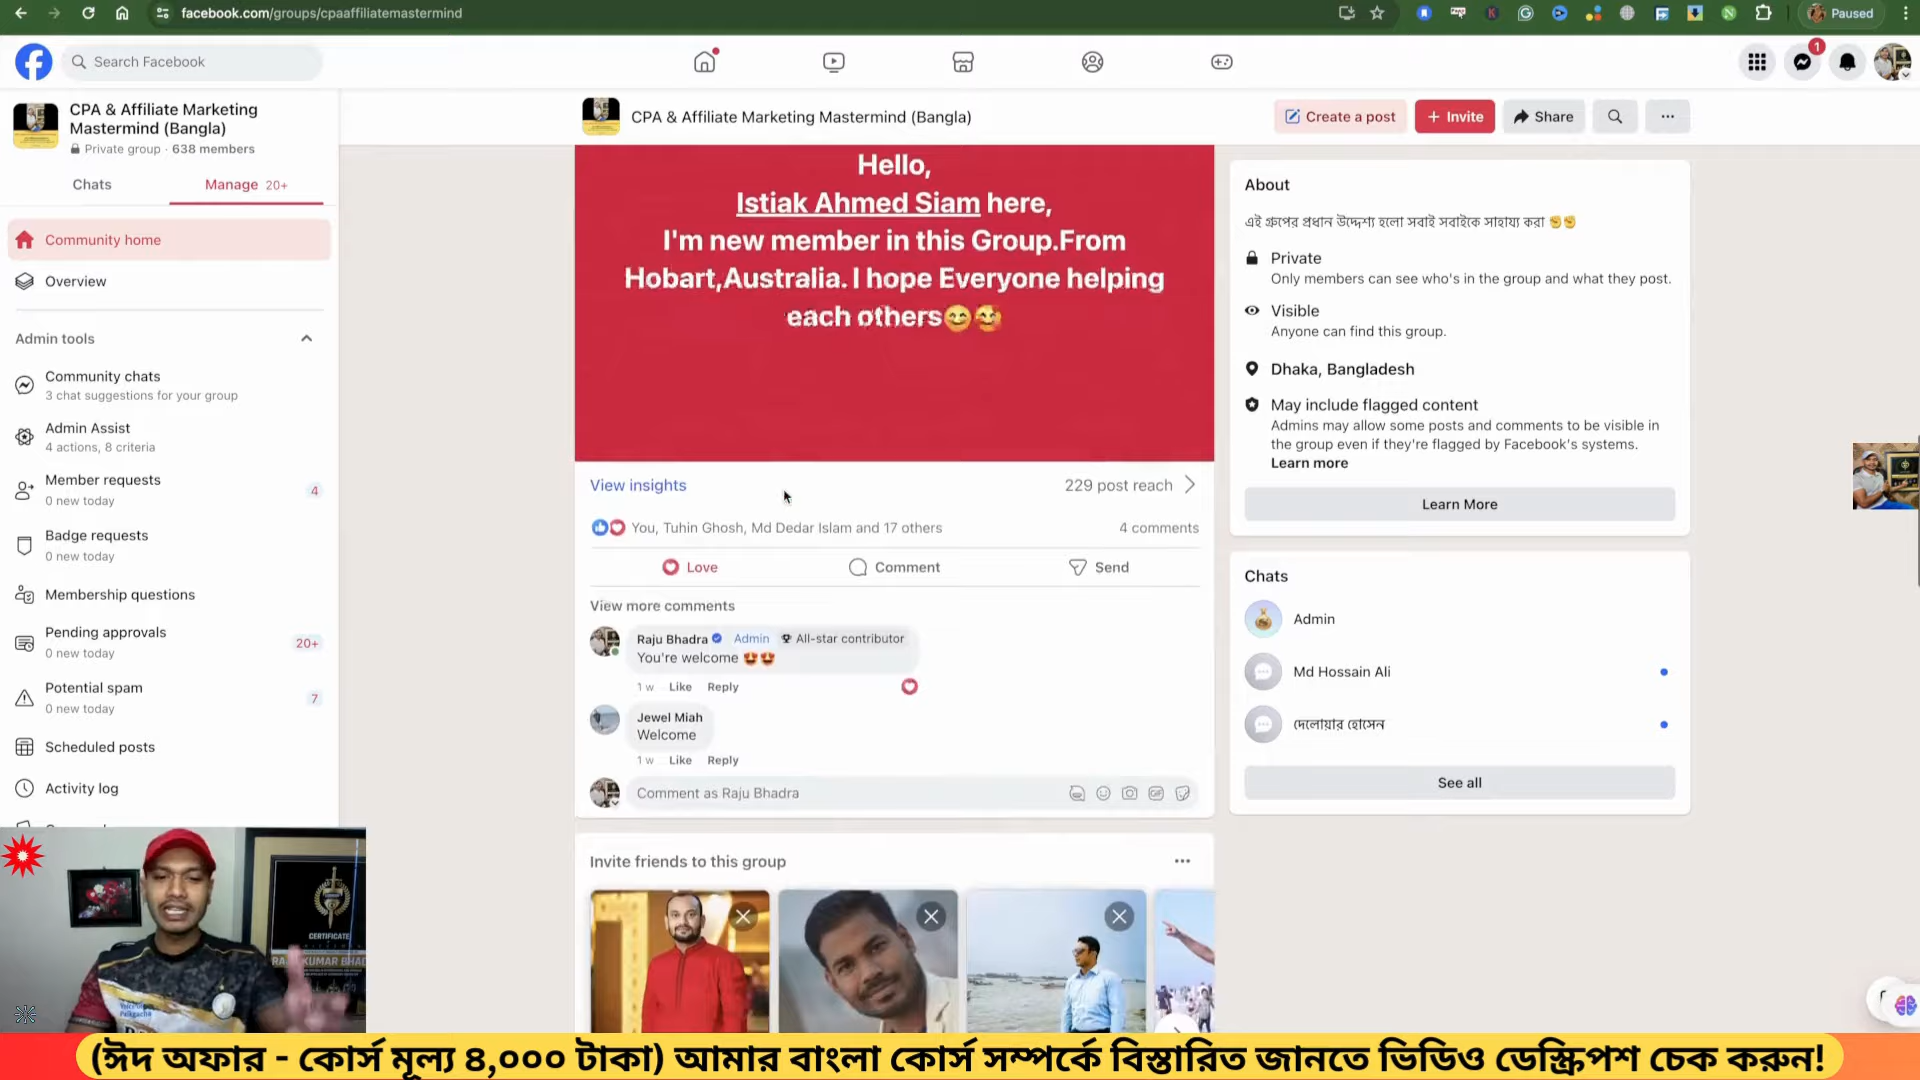 facebook.com/groups/cpaaffiliatemastermind
Paused
Search Facebook
1
CPA & Affiliate Marketing
Mastermind (Bangla)
Private group · 638 members
Chats
Manage 20+
Community home
Overview
Admin tools
Community chats
3 chat suggestions for your group
Admin Assist
4 actions, 8 criteria
Member requests
0 new today
4
Badge requests
0 new today
Membership questions
Pending approvals
0 new today
20+
Potential spam
0 new today
7
Scheduled posts
Activity log
CPA & Affiliate Marketing Mastermind (Bangla)
Create a post
+ Invite
Share
Hello,
Istiak Ahmed Siam here,
I'm new member in this Group.From
Hobart,Australia. I hope Everyone helping
each others😊🥰
View insights
229 post reach
You, Tuhin Ghosh, Md Dedar Islam and 17 others
4 comments
Love
Comment
Send
View more comments
Raju Bhadra Admin All-star contributor
You're welcome 🤩🤩
1 w Like Reply
Jewel Miah
Welcome
1 w Like Reply
Comment as Raju Bhadra
Invite friends to this group
About
এই গ্রুপের প্রধান উদ্দেশ্য হলো সবাই সবাইকে সাহায্য করা ✊✊
Private
Only members can see who's in the group and what they post.
Visible
Anyone can find this group.
Dhaka, Bangladesh
May include flagged content
Admins may allow some posts and comments to be visible in
the group even if they're flagged by Facebook's systems.
Learn more
Learn More
Chats
Admin
Md Hossain Ali
দেলোয়ার হোসেন
See all
CERTIFICATE
(ঈদ অফার - কোর্স মূল্য ৪,০০০ টাকা) আমার বাংলা কোর্স সম্পর্কে বিস্তারিত জানতে ভিডিও ডেস্ক্রিপশ চেক করুন!